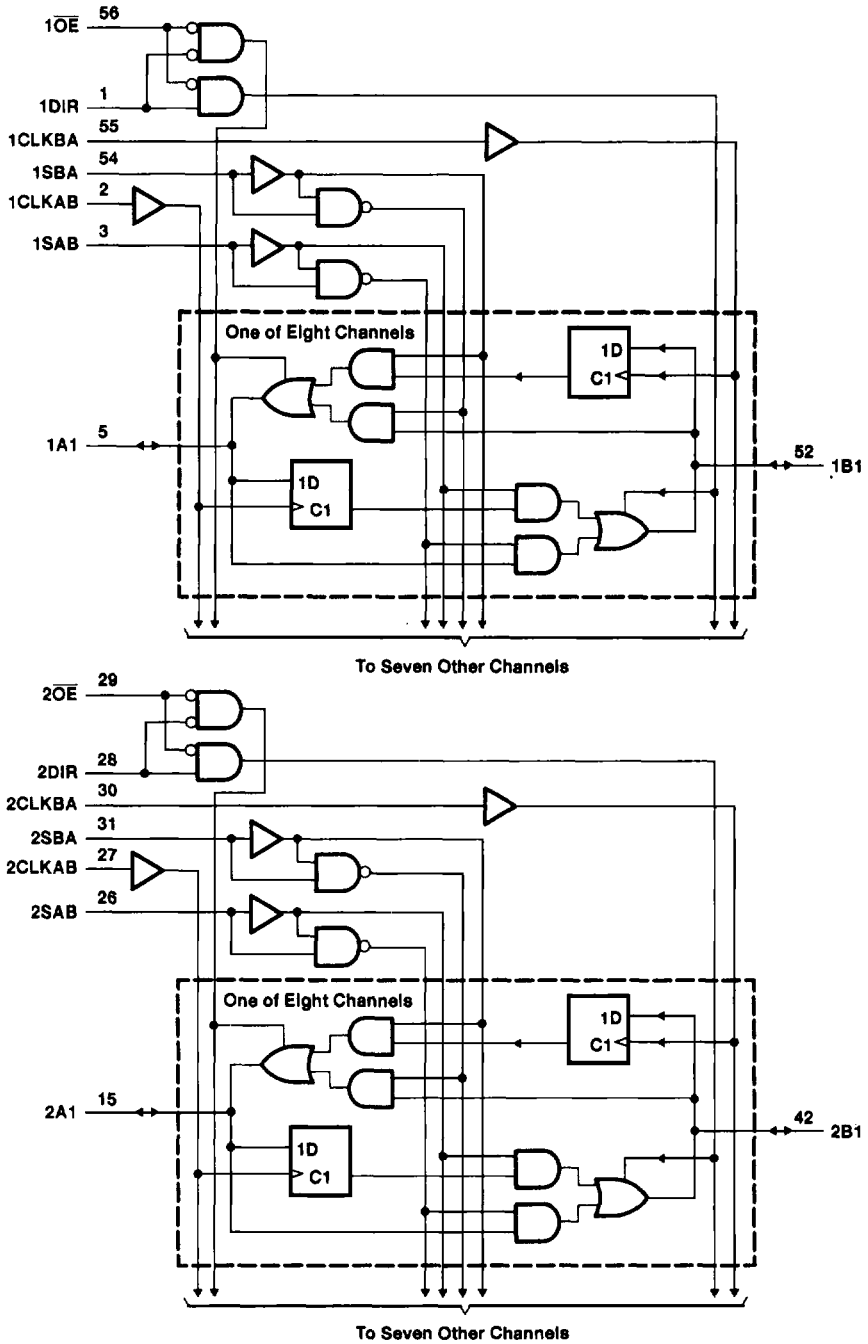 1O̅E̅ 56
1DIR 1
1CLKBA 55
1SBA 54
1CLKAB 2
1SAB 3
One of Eight Channels
1D
C1
1A1 5
52 1B1
1D
C1
To Seven Other Channels
2O̅E̅ 29
2DIR 28
2CLKBA 30
2SBA 31
2CLKAB 27
2SAB 26
One of Eight Channels
1D
C1
2A1 15
42 2B1
1D
C1
To Seven Other Channels